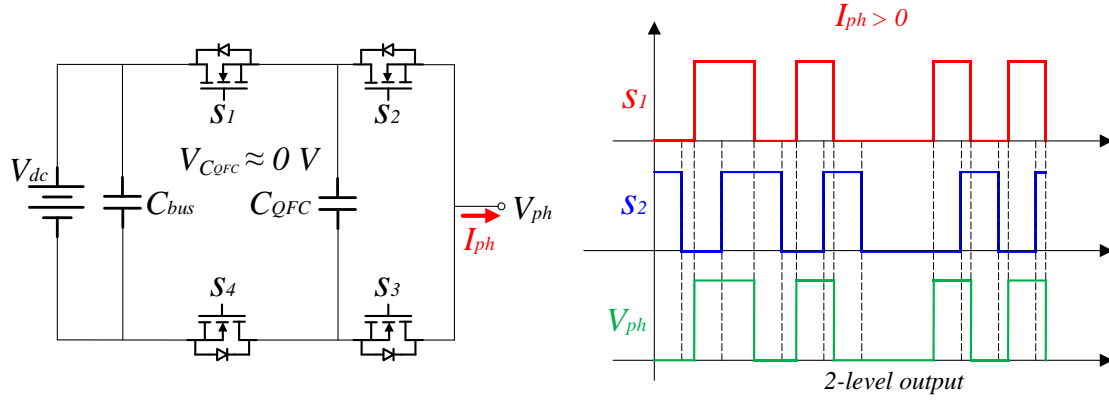 S1
S2
Vdc
Cbus
VCQFC ≈ 0 V
CQFC
Vph
Iph
S4
S3
Iph > 0
S1
S2
Vph
2-level output